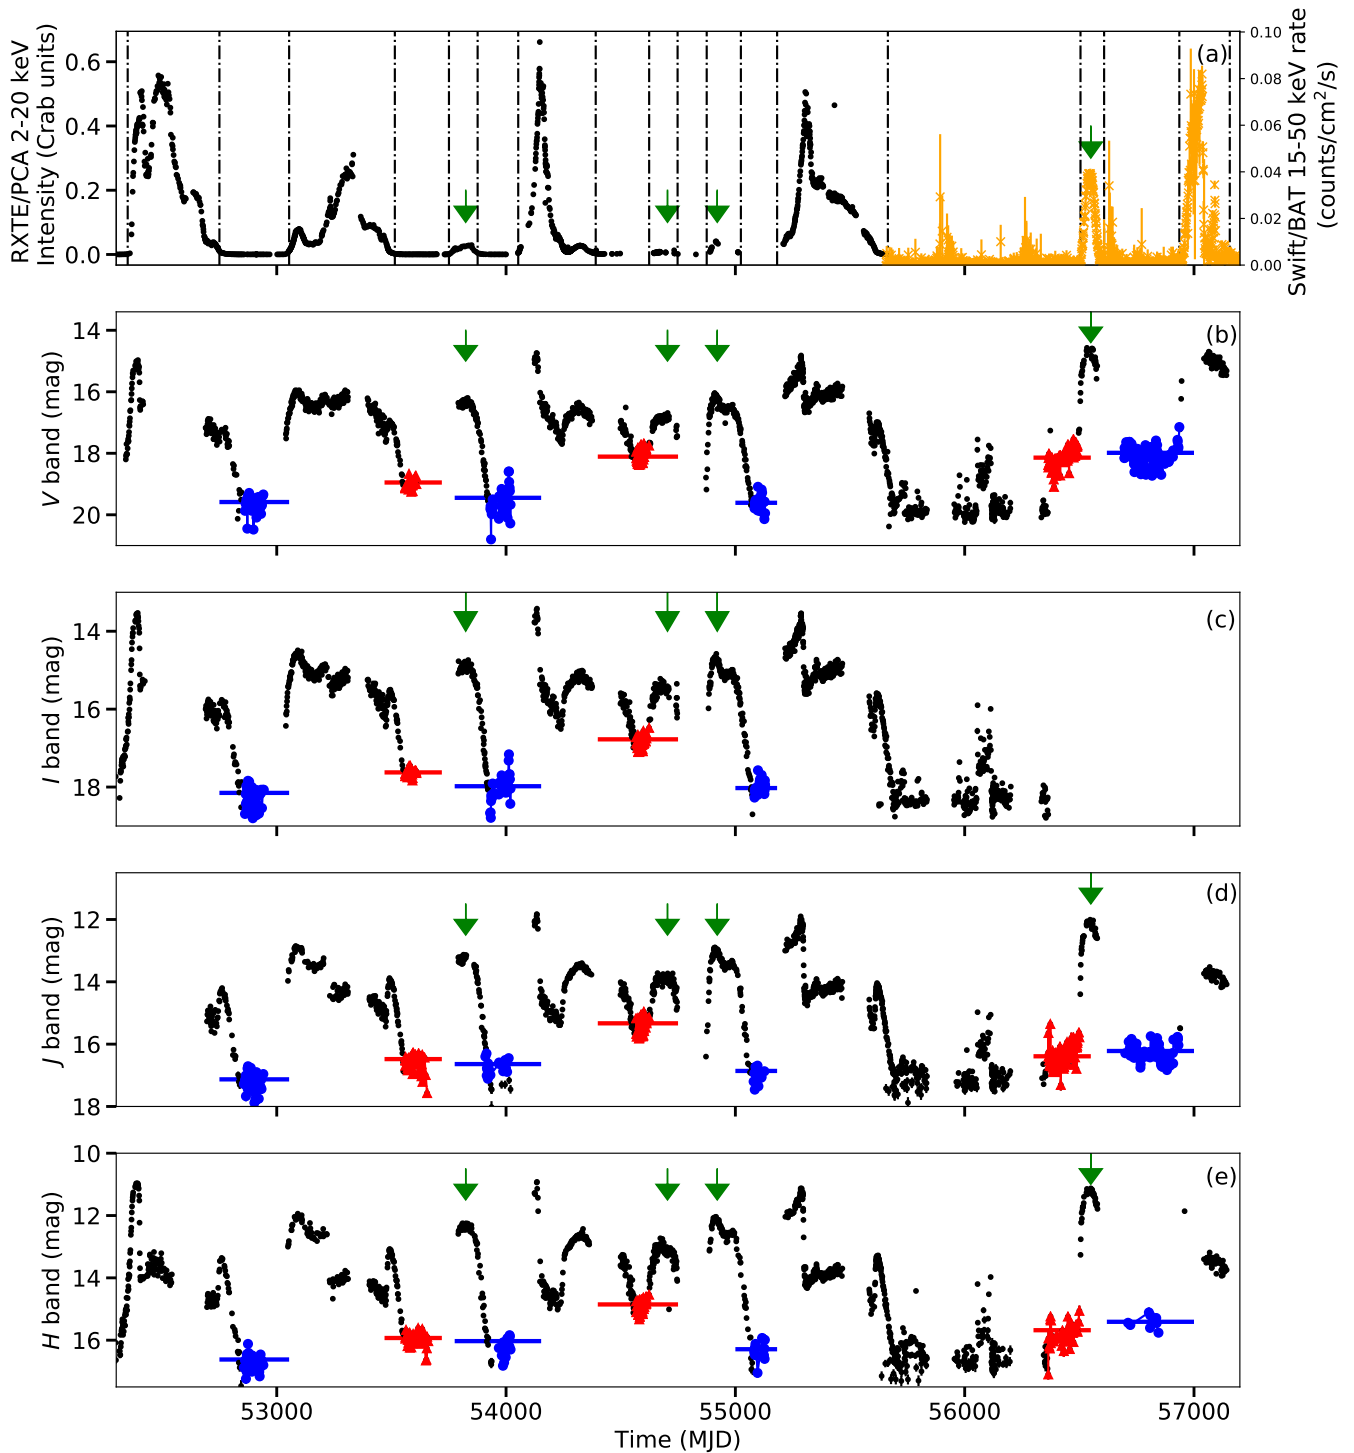 RXTE/PCA 2-20 keV
Intensity (Crab units)
0.6
0.4
0.2
0.0
(a)
0.10
0.08
0.06
0.04
0.02
0.00
Swift/BAT 15-50 keV rate
(counts/cm²/s)
V band (mag)
14
16
18
20
(b)
I band (mag)
14
16
18
(c)
J band (mag)
12
14
16
18
(d)
H band (mag)
10
12
14
16
(e)
53000 54000 55000 56000 57000
Time (MJD)